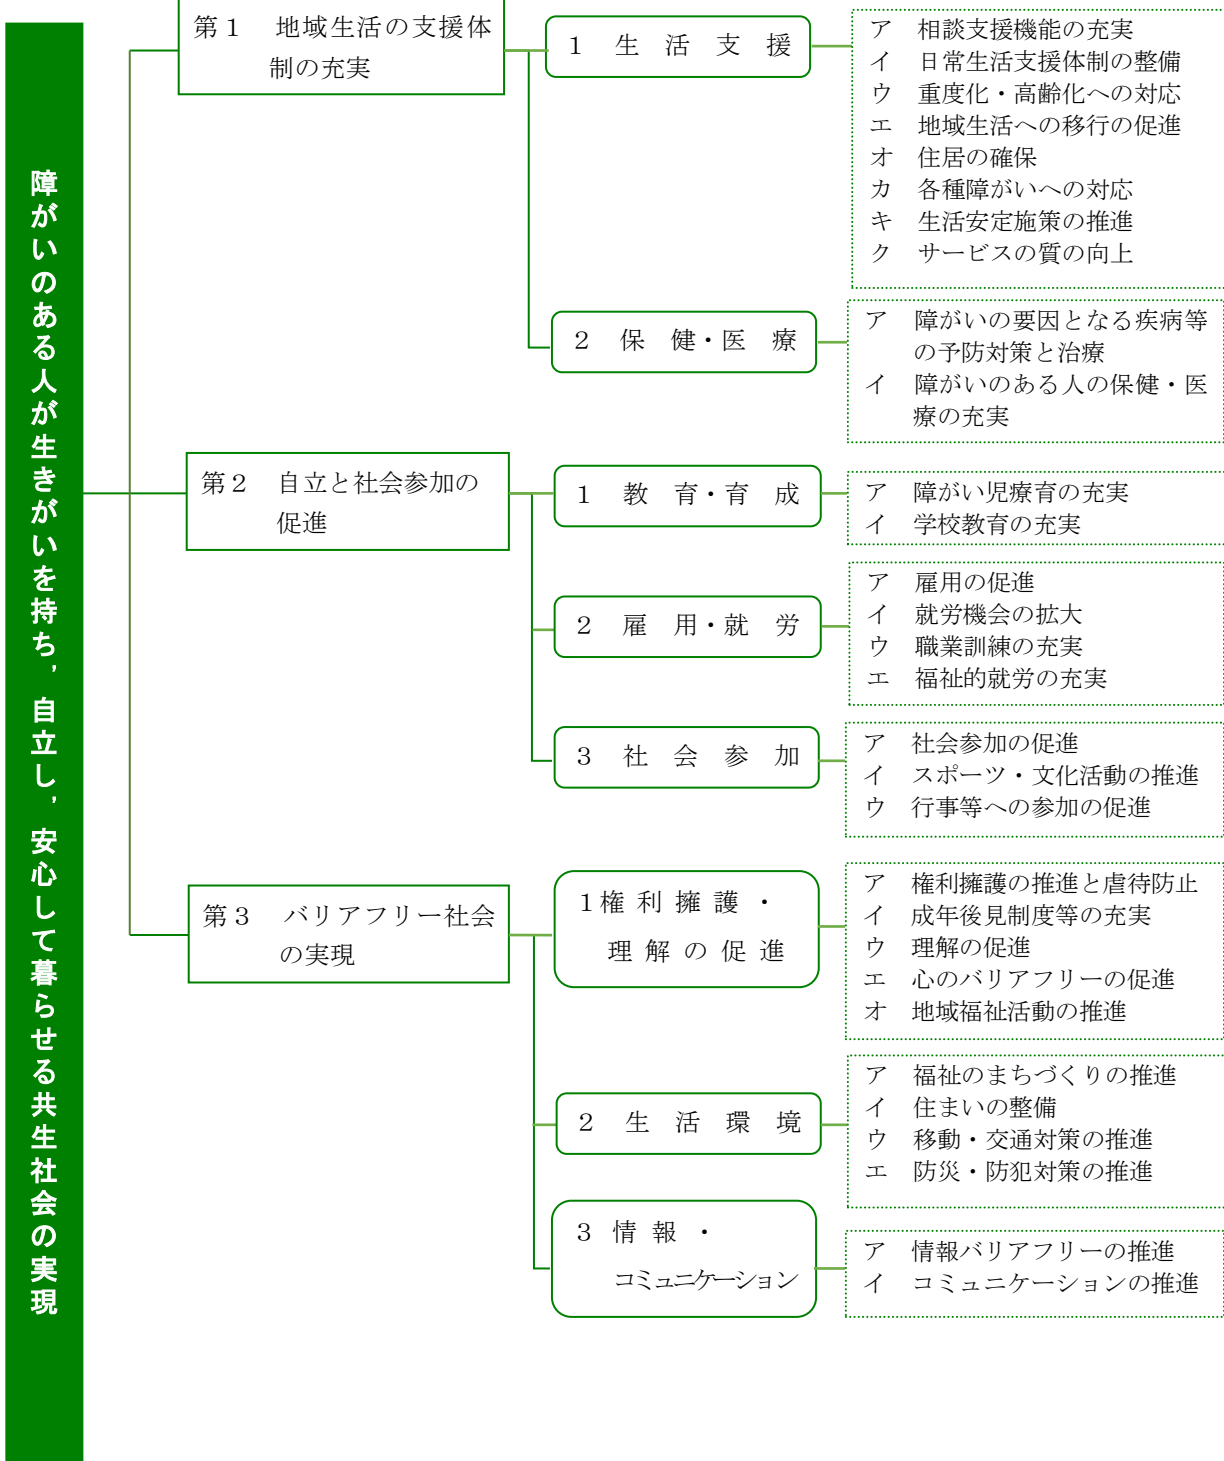 障がいのある人が生きがいを持ち，自立し，安心して暮らせる共生社会の実現
第１　地域生活の支援体
制の充実
１　生　活　支　援
ア　相談支援機能の充実
イ　日常生活支援体制の整備
ウ　重度化・高齢化への対応
エ　地域生活への移行の促進
オ　住居の確保
カ　各種障がいへの対応
キ　生活安定施策の推進
ク　サービスの質の向上
２　保　健・医　療
ア　障がいの要因となる疾病等
の予防対策と治療
イ　障がいのある人の保健・医
療の充実
第２　自立と社会参加の
促進
１　教　育・育　成
ア　障がい児療育の充実
イ　学校教育の充実
２　雇　用・就　労
ア　雇用の促進
イ　就労機会の拡大
ウ　職業訓練の充実
エ　福祉的就労の充実
３　社　会　参　加
ア　社会参加の促進
イ　スポーツ・文化活動の推進
ウ　行事等への参加の促進
第３　バリアフリー社会
の実現
１権 利 擁 護 ・
理 解 の 促 進
ア　権利擁護の推進と虐待防止
イ　成年後見制度等の充実
ウ　理解の促進
エ　心のバリアフリーの促進
オ　地域福祉活動の推進
２　生　活　環　境
ア　福祉のまちづくりの推進
イ　住まいの整備
ウ　移動・交通対策の推進
エ　防災・防犯対策の推進
３ 情 報 ・
コミュニケーション
ア　情報バリアフリーの推進
イ　コミュニケーションの推進